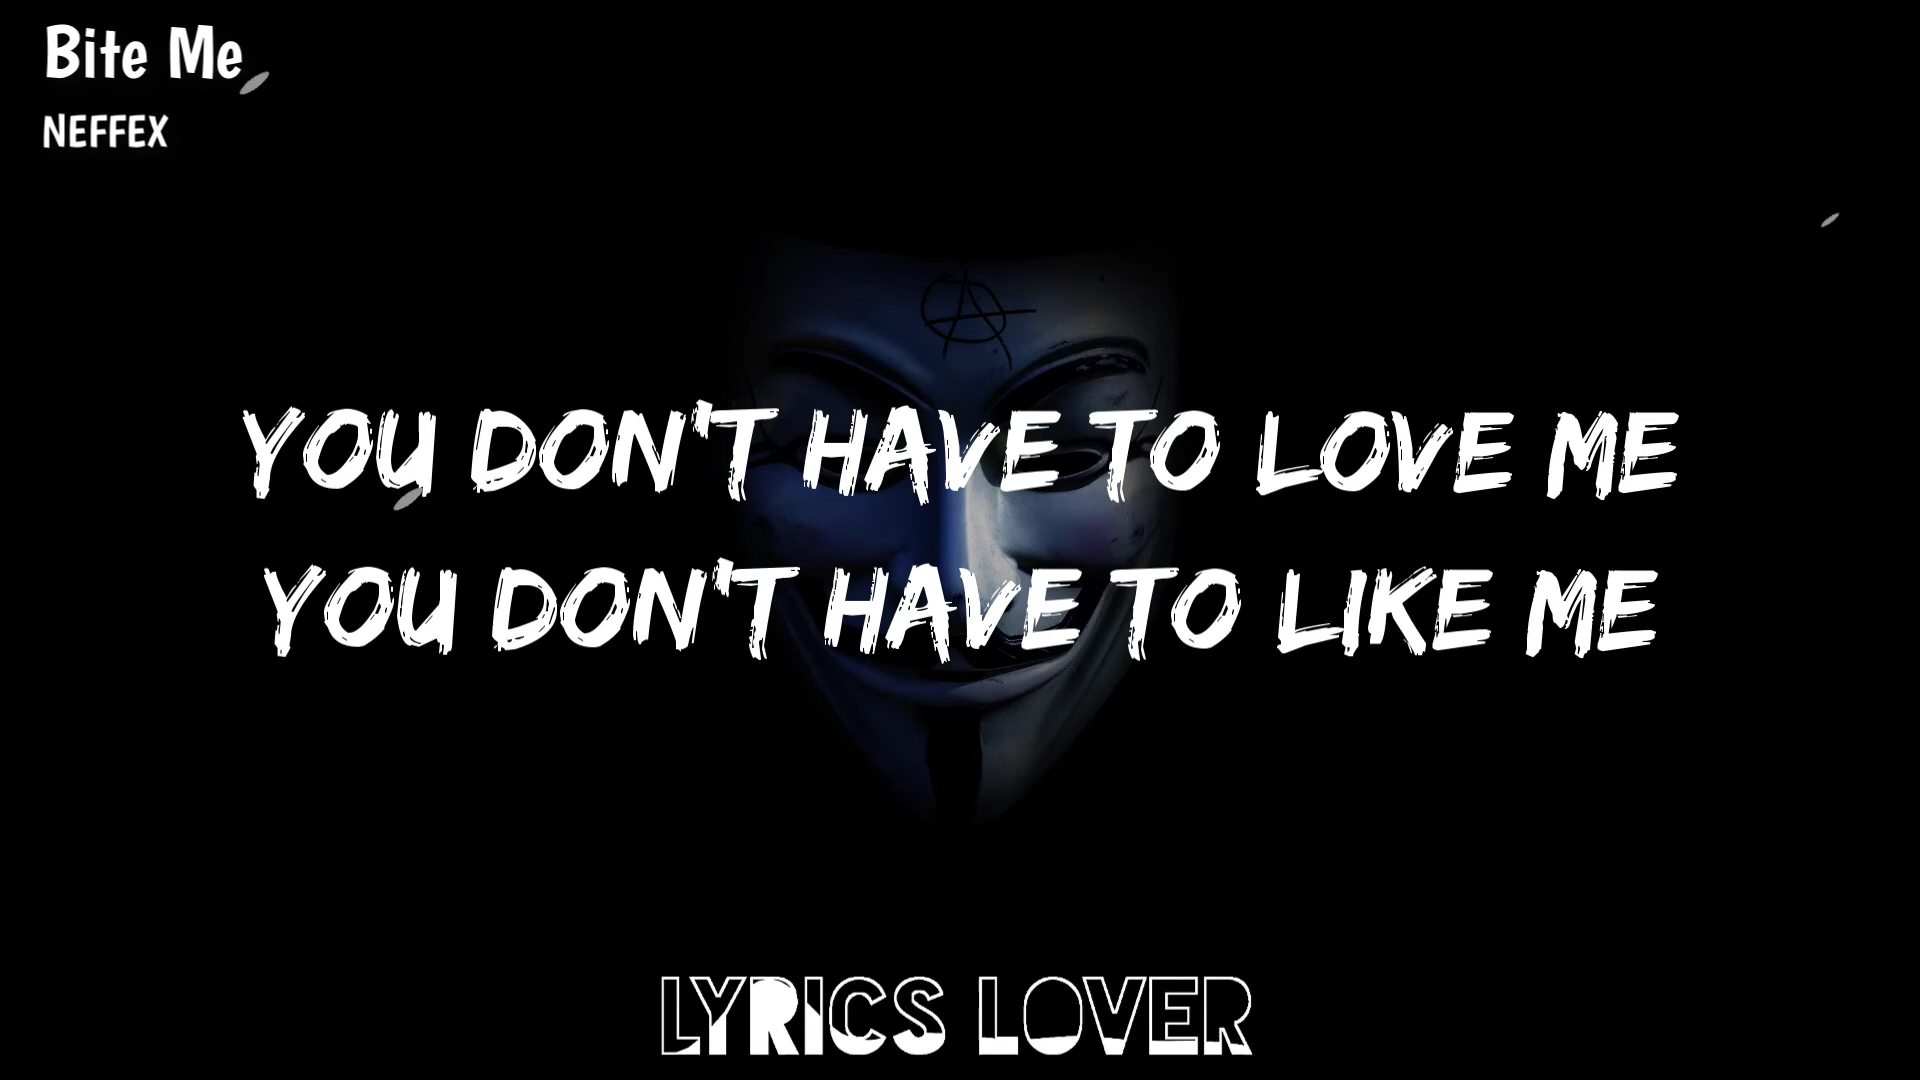 Bite Me
NEFFEX
YOU DON'T HAVE TO LOVE ME
YOU DON'T HAVE TO LIKE ME
LYRICS LOVER